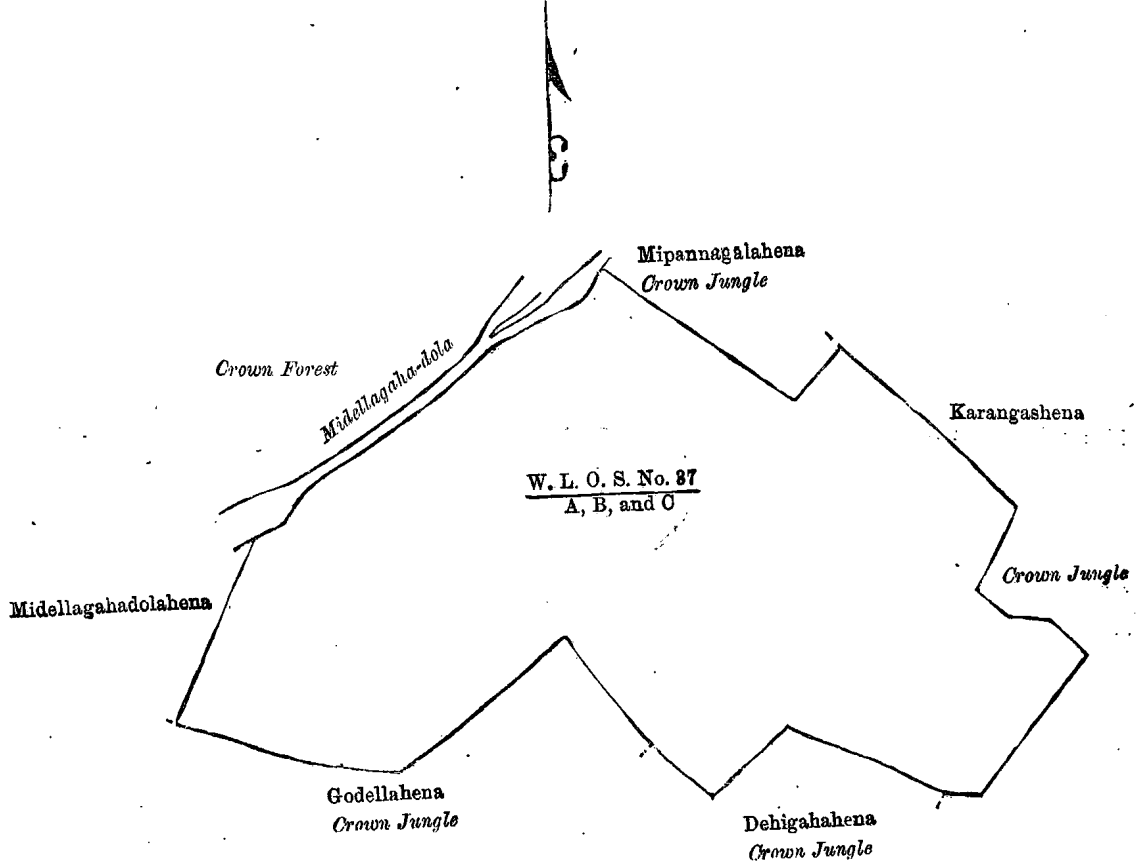 Mipannagalahena
Crown Jungle
Crown Forest
Midellagaha-dola
Karangashena
W. L. O. S. No. 37
A, B, and C
Crown Jungle
Midellagahadolahena
Godellahena
Crown Jungle
Dehigahahena
Crown Jungle